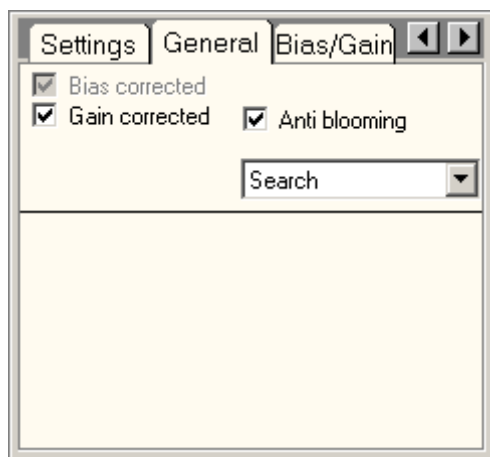 Settings General Bias/Gain
Bias corrected
Gain corrected Anti blooming
Search